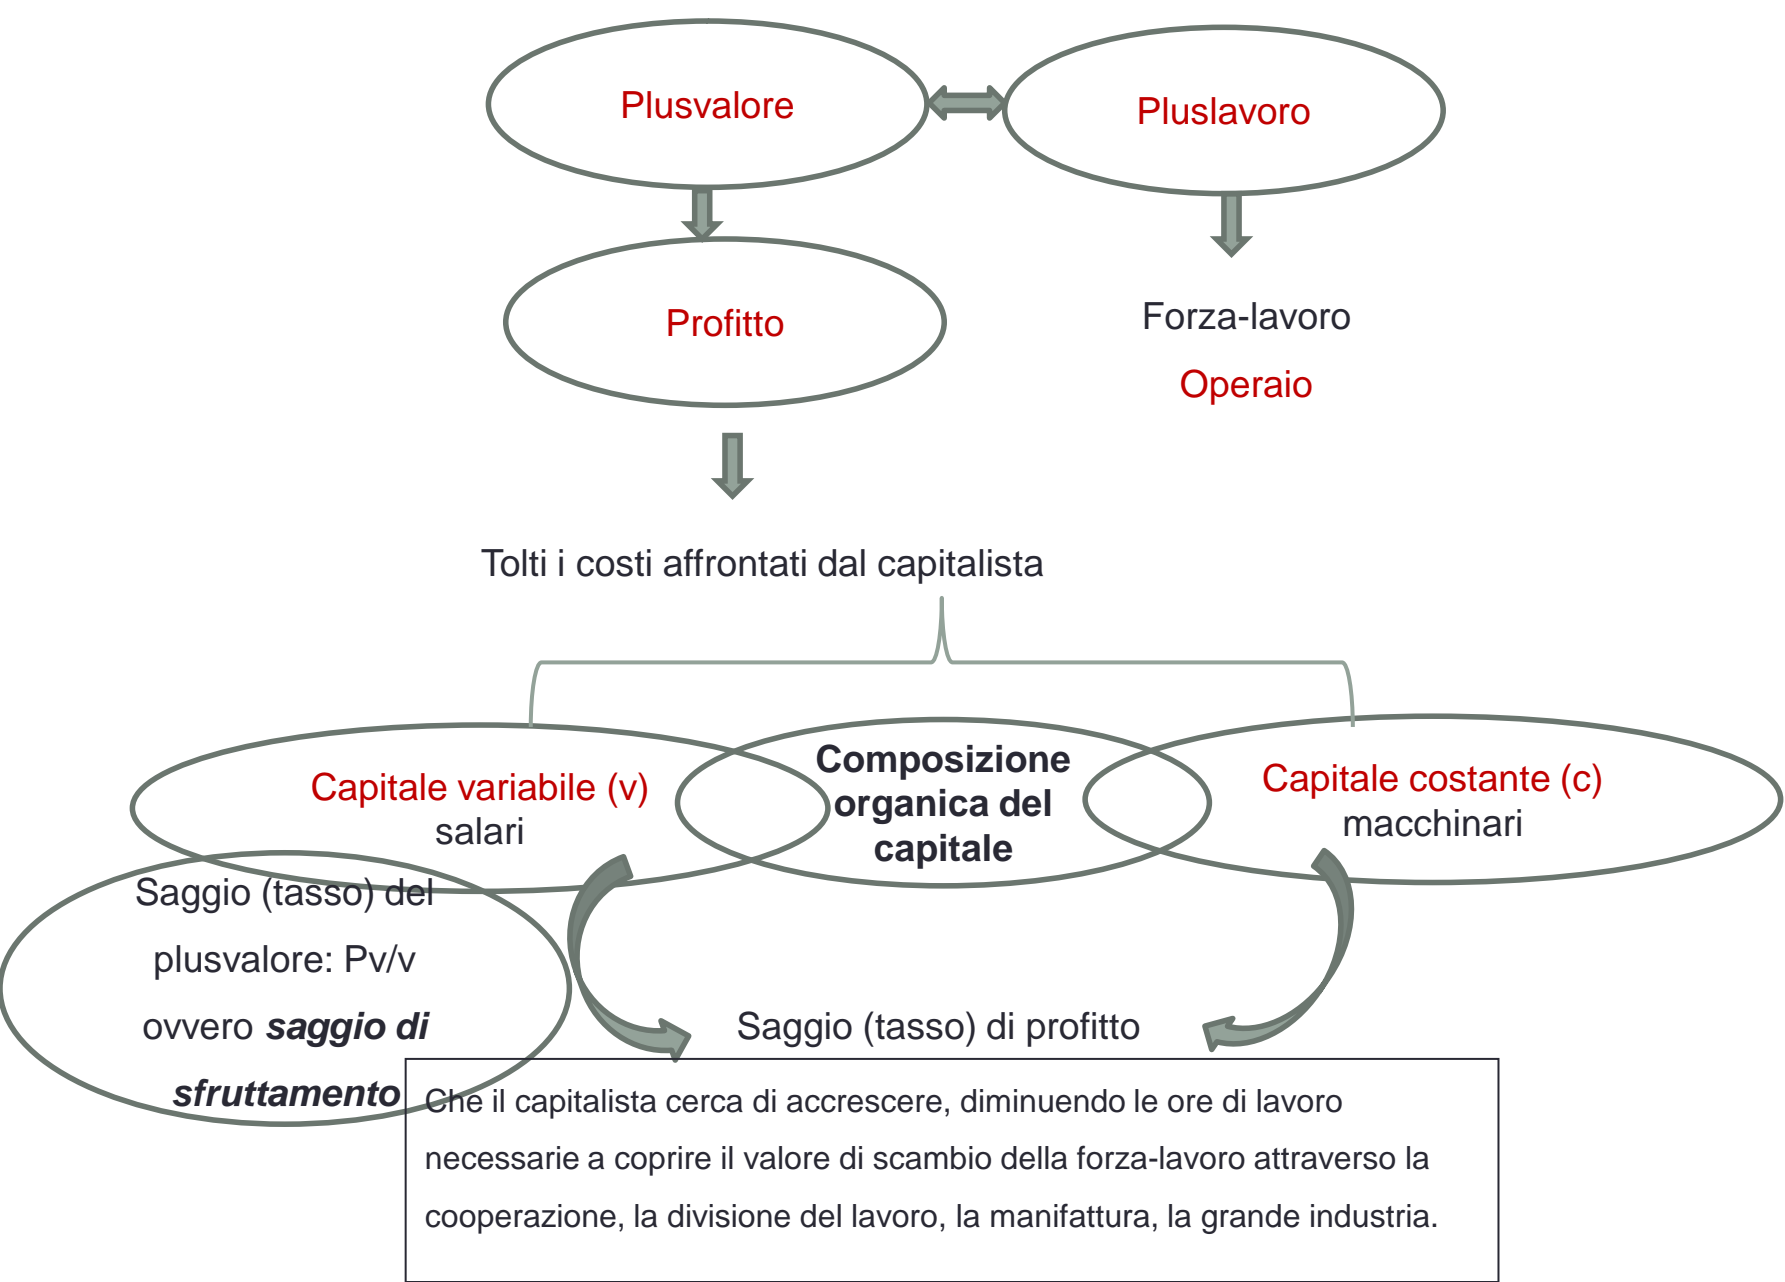 Plusvalore
Pluslavoro
Profitto
Forza-lavoro
Operaio
Tolti i costi affrontati dal capitalista
Capitale variabile (v)
salari
Composizione
organica del
capitale
Capitale costante (c)
macchinari
Saggio (tasso) del
plusvalore: Pv/v
ovvero saggio di
sfruttamento
Saggio (tasso) di profitto
Che il capitalista cerca di accrescere, diminuendo le ore di lavoro
necessarie a coprire il valore di scambio della forza-lavoro attraverso la
cooperazione, la divisione del lavoro, la manifattura, la grande industria.